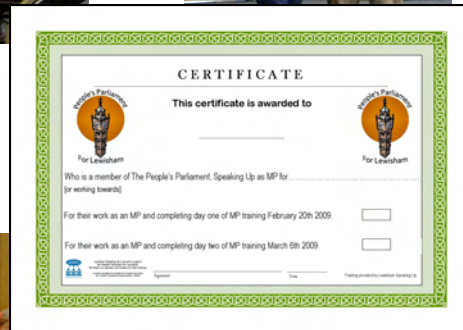 CERTIFICATE
People's Parliament
For Lewisham
This certificate is awarded to
People's Parliament
For Lewisham
Who is a member of The People's Parliament, Speaking Up as MP for
[or working towards]
For their work as an MP and completing day one of MP training February 20th 2009.
For their work as an MP and completing day two of MP training March 6th 2009.
Signature
Date
Training provided by Lewisham Speaking Up